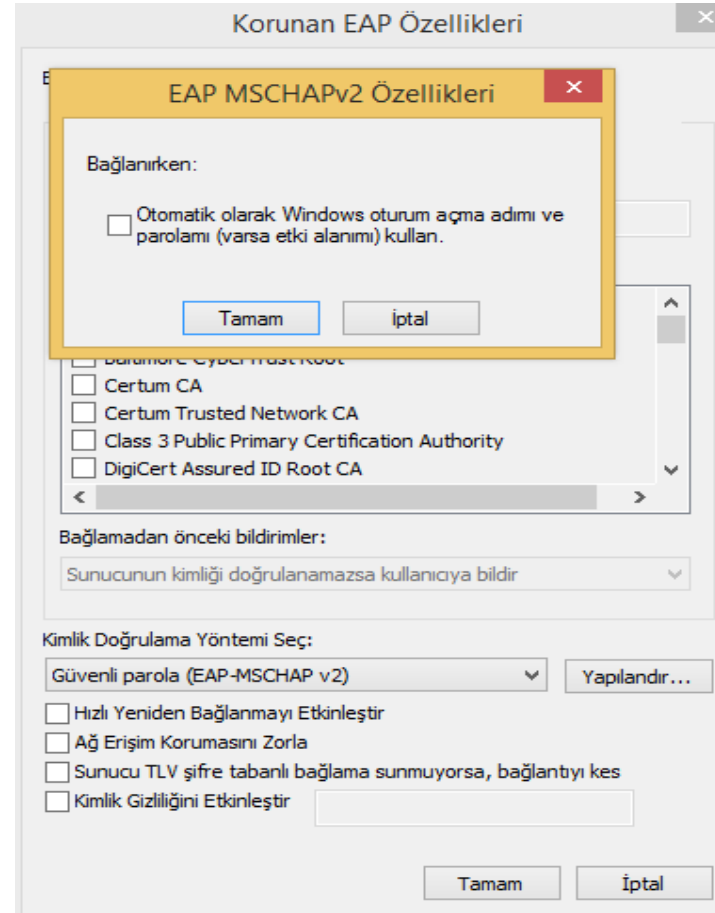 Korunan EAP Özellikleri
EAP MSCHAPv2 Özellikleri
Bağlanırken:
Otomatik olarak Windows oturum açma adımı ve
parolamı (varsa etki alanımı) kullan.
Tamam
İptal
Baltimore CyberTrust Root
Certum CA
Certum Trusted Network CA
Class 3 Public Primary Certification Authority
DigiCert Assured ID Root CA
Bağlamadan önceki bildirimler:
Sunucunun kimliği doğrulanamazsa kullanıcıya bildir
Kimlik Doğrulama Yöntemi Seç:
Güvenli parola (EAP-MSCHAP v2)
Yapılandır...
Hızlı Yeniden Bağlanmayı Etkinleştir
Ağ Erişim Korumasını Zorla
Sunucu TLV şifre tabanlı bağlama sunmuyorsa, bağlantıyı kes
Kimlik Gizliliğini Etkinleştir
Tamam
İptal